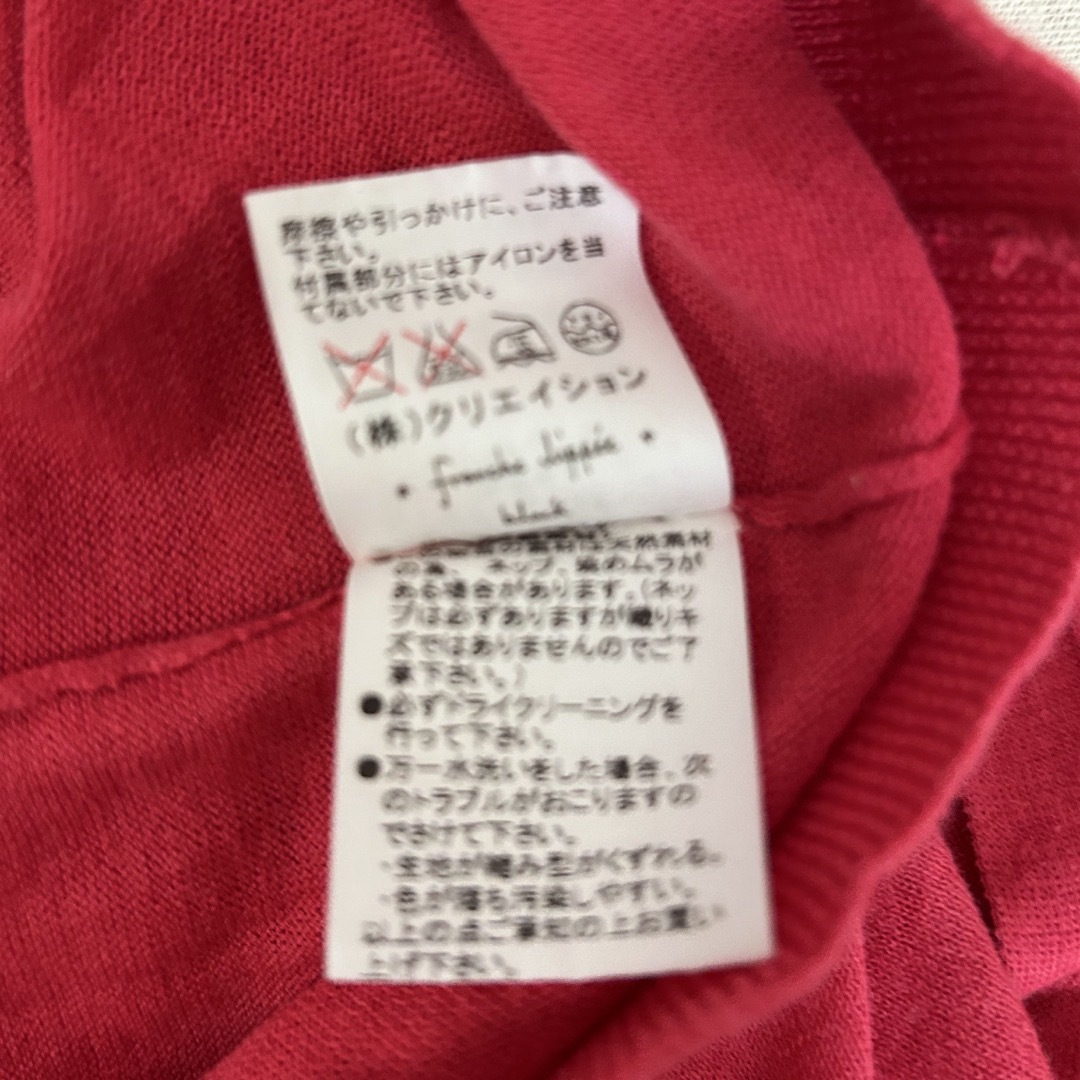 摩擦や引っかけに、ご注意
下さい。
付属部分にはアイロンを当
てないで下さい。
(株)クリエイション
franche lippée
の為、ネップ、染めムラが
ある場合があります。(ネッ
プは必ずありますが織りキ
ズではありませんのでご了
承下さい。)
●必ずドライクリーニングを
行って下さい。
●万一水洗いをした場合、次
のトラブルがおこりますの
でさけて下さい。
・生地が縮み型がくずれる。
・色が落ち汚染しやすい。
以上の点ご承知の上お買い
上げ下さい。